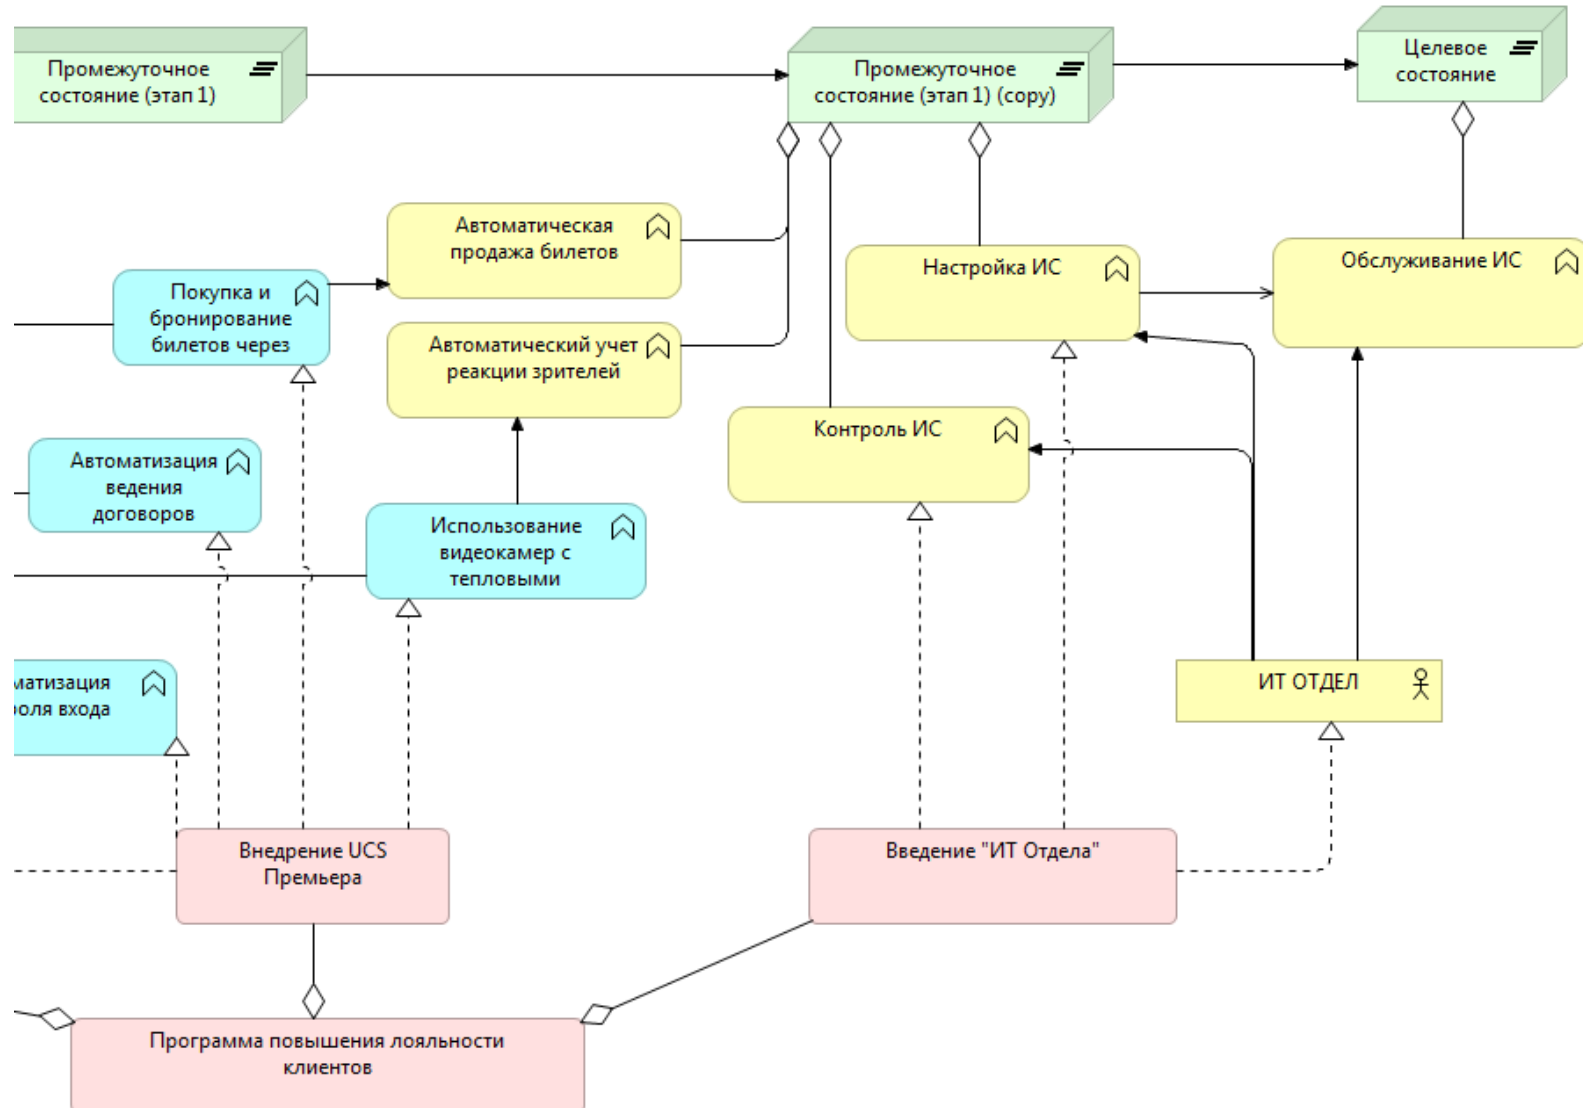 Промежуточное
состояние (этап 1)
Промежуточное
состояние (этап 1) (copy)
Целевое
состояние
Автоматическая
продажа билетов
Настройка ИС
Обслуживание ИС
Покупка и
бронирование
билетов через
Автоматический учет
реакции зрителей
Контроль ИС
Автоматизация
ведения
договоров
Использование
видеокамер с
тепловыми
матизация
роля входа
ИТ ОТДЕЛ
Внедрение UCS
Премьера
Введение "ИТ Отдела"
Программа повышения лояльности
клиентов